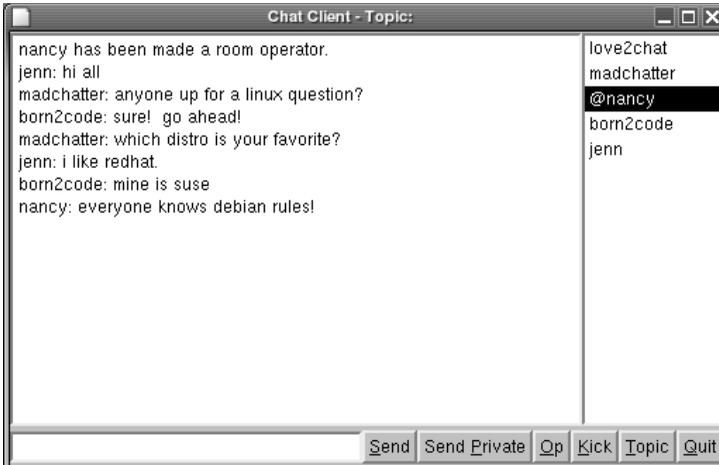 Chat Client - Topic:
nancy has been made a room operator.
jenn: hi all
madchatter: anyone up for a linux question?
born2code: sure!  go ahead!
madchatter: which distro is your favorite?
jenn: i like redhat.
born2code: mine is suse
nancy: everyone knows debian rules!
love2chat
madchatter
@nancy
born2code
jenn
Send Send Private Op Kick Topic Quit